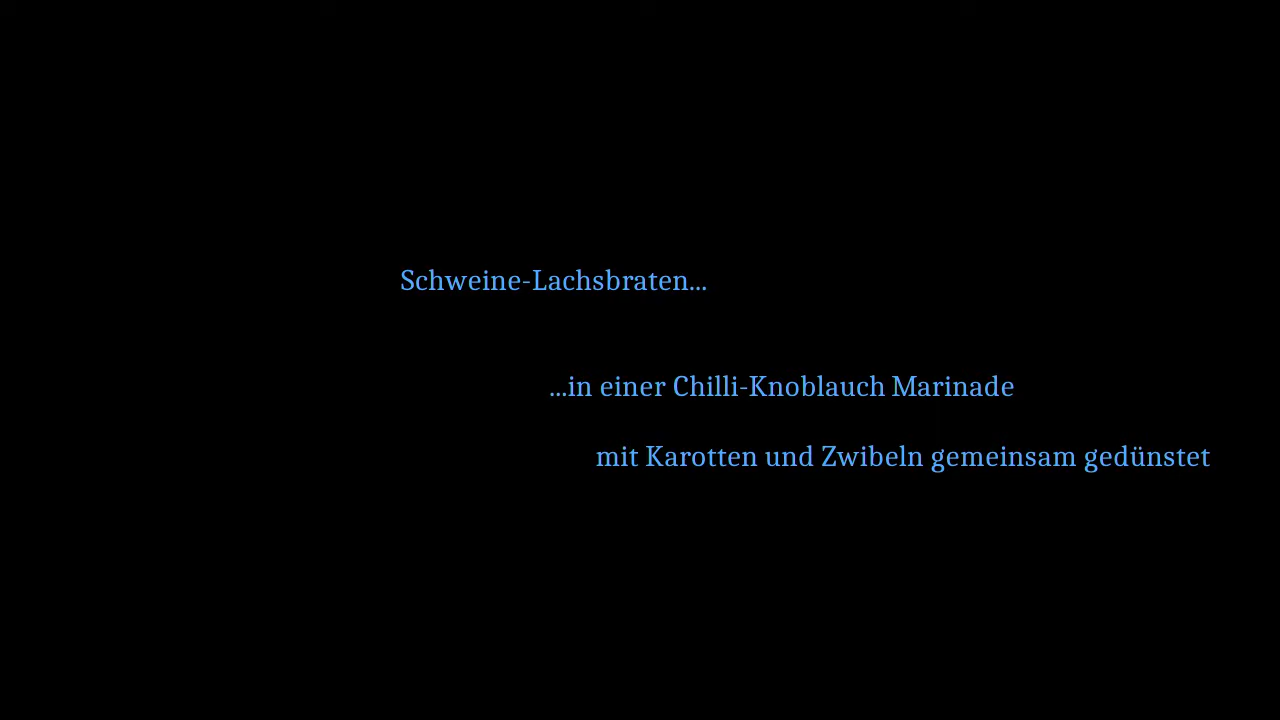 Schweine-Lachsbraten...
...in einer Chilli-Knoblauch Marinade
mit Karotten und Zwibeln gemeinsam gedünstet